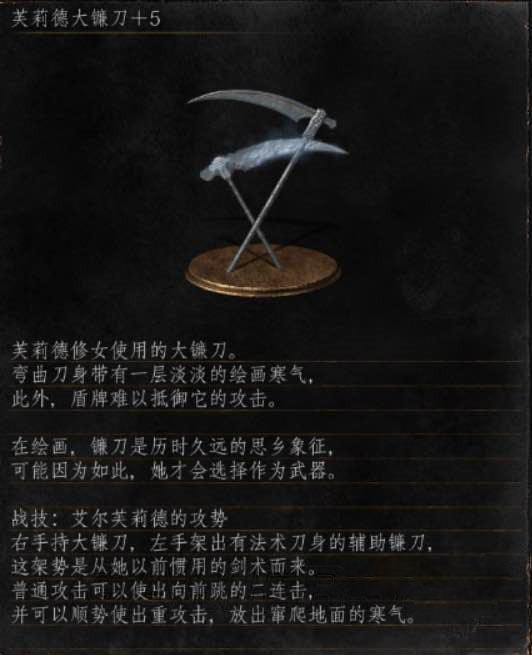 芙莉德大镰刀+5
芙莉德修女使用的大镰刀。
弯曲刀身带有一层淡淡的绘画寒气，
此外，盾牌难以抵御它的攻击。
在绘画，镰刀是历时久远的思乡象征，
可能因为如此，她才会选择作为武器。
战技：艾尔芙莉德的攻势
右手持大镰刀，左手架出有法术刀身的辅助镰刀，
这架势是从她以前惯用的剑术而来。
普通攻击可以使出向前跳的二连击，
并可以顺势使出重攻击，放出窜爬地面的寒气。